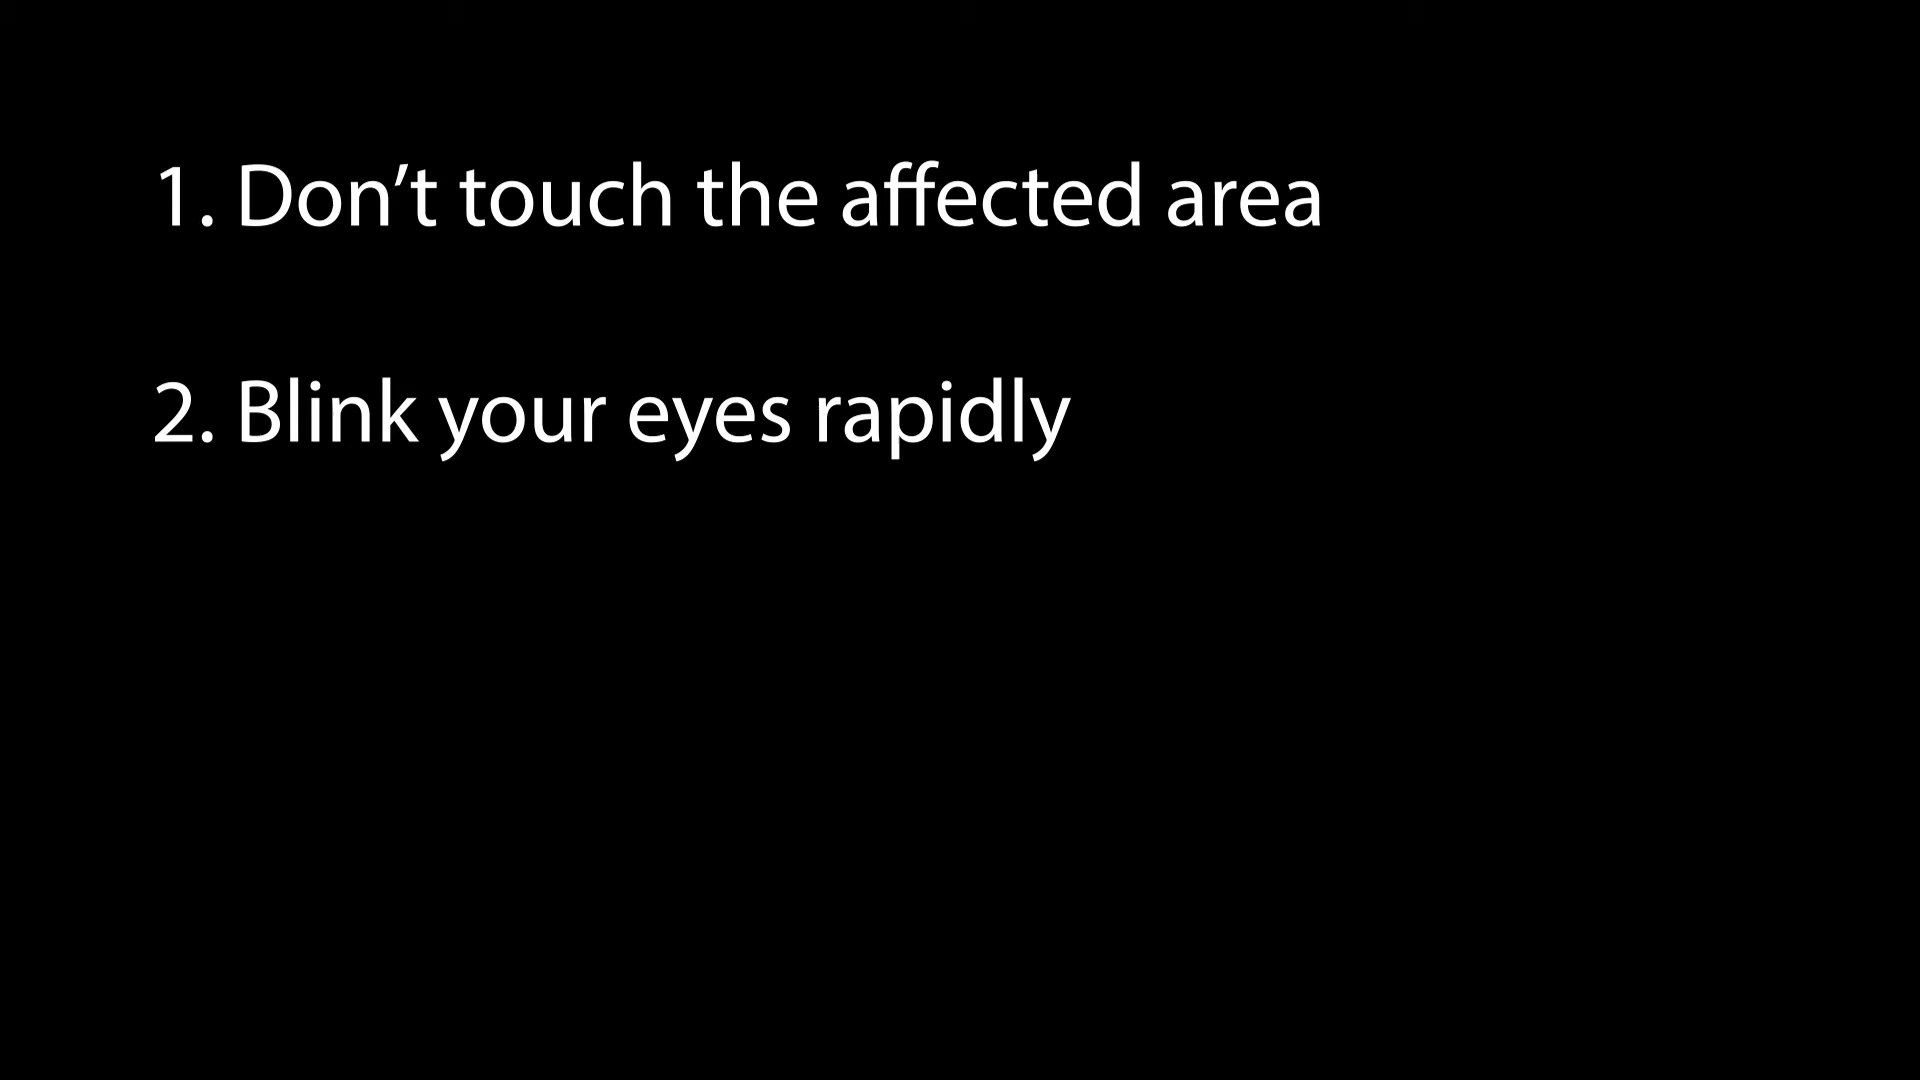 1. Don’t touch the affected area
2. Blink your eyes rapidly